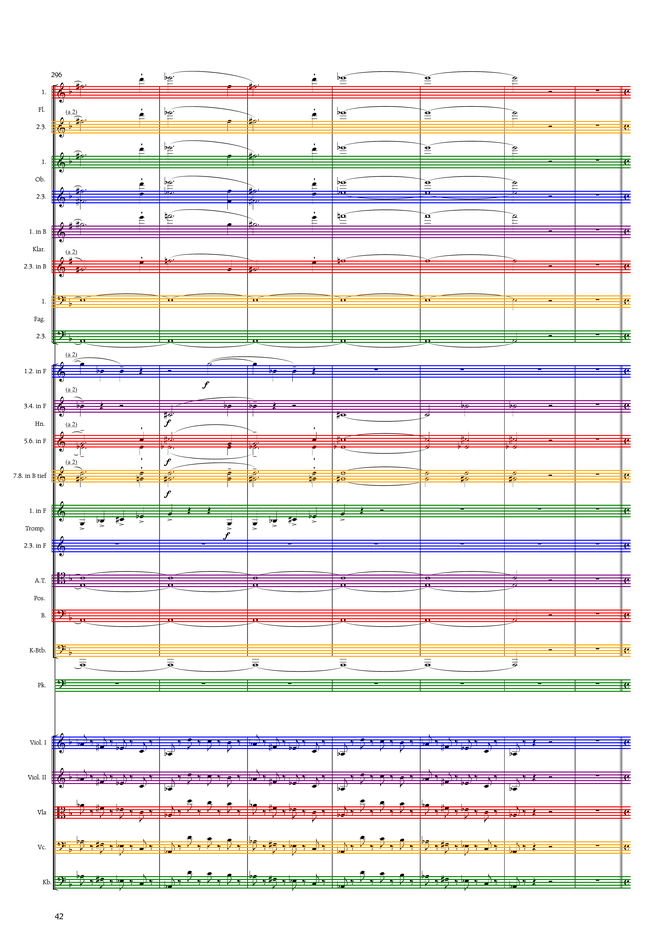 296
1.
Fl.
(a 2)
2.3.
1.
Ob.
2.3.
1. in B
Klar.
(a 2)
2.3. in B
1.
Fag.
2.3.
(a 2)
1.2. in F
f
(a 2)
3.4. in F
f
Hn.
(a 2)
5.6. in F
f
(a 2)
7.8. in B tief
f
1. in F
Tromp.
f
2.3. in F
A.T.
Pos.
B.
K-Btb.
Pk.
Viol. I
Viol. II
Vla
Vc.
Kb.
42